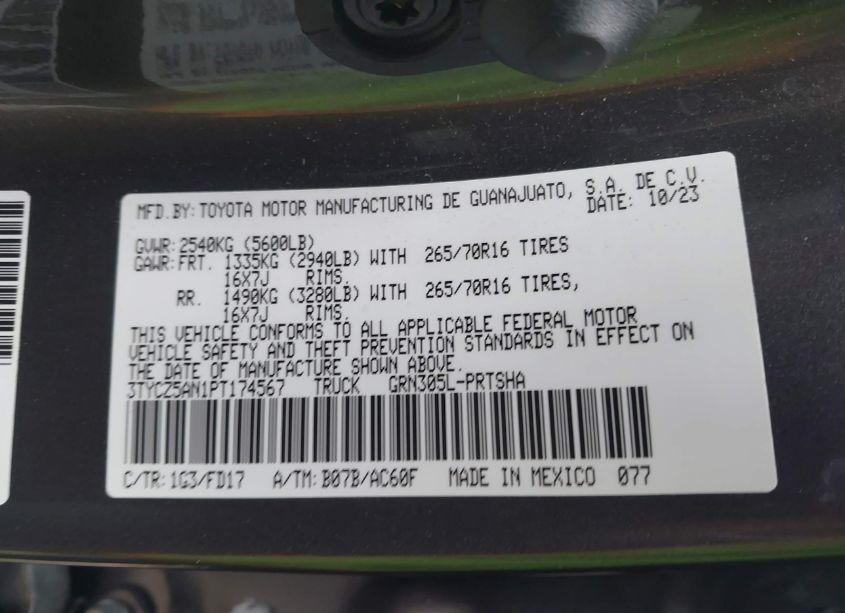 MFD.BY: TOYOTA MOTOR MANUFACTURING DE GUANAJUATO, S.A. DE C.V.
DATE: 10/23
GVWR: 2540KG (5600LB)
GAWR: FRT. 1335KG (2940LB) WITH 265/70R16 TIRES
16X7J RIMS.
RR. 1490KG (3280LB) WITH 265/70R16 TIRES,
16X7J RIMS.
THIS VEHICLE CONFORMS TO ALL APPLICABLE FEDERAL MOTOR
VEHICLE SAFETY AND THEFT PREVENTION STANDARDS IN EFFECT ON
THE DATE OF MANUFACTURE SHOWN ABOVE.
3TYCZ5AN1PT174567 TRUCK GRN305L-PRTSHA
C/TR: 1G3/FD17 A/TM: B07B/AC60F MADE IN MEXICO 077